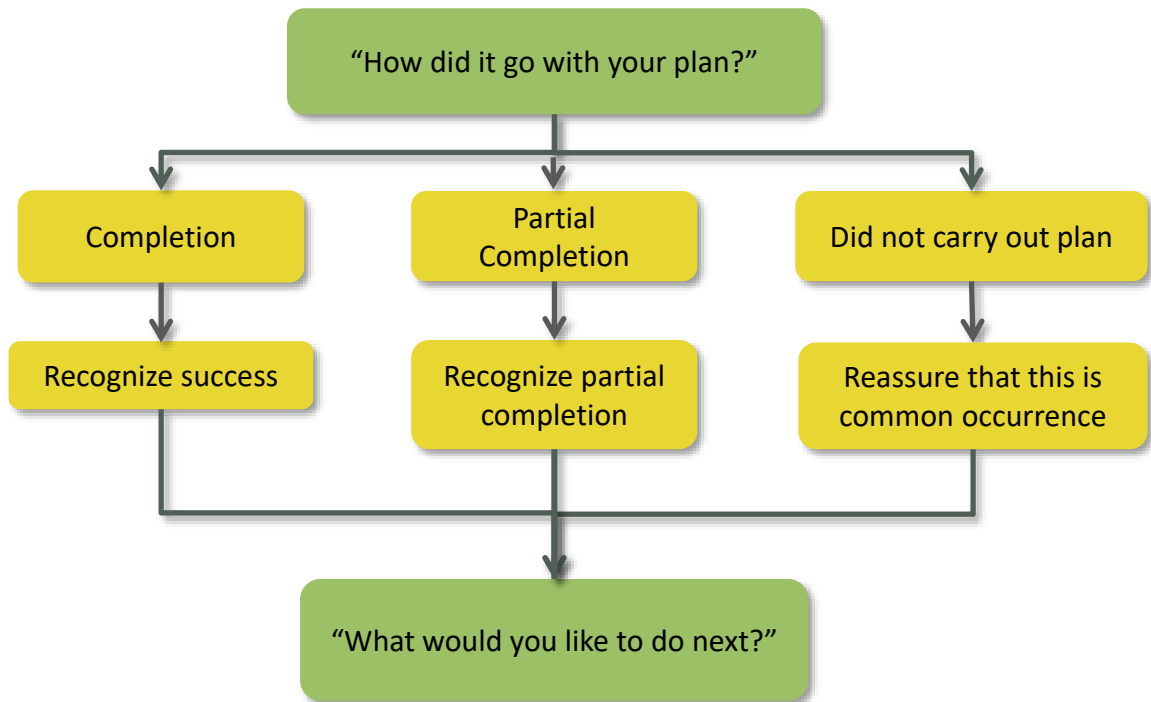 “How did it go with your plan?”
Completion
Partial
Completion
Did not carry out plan
Recognize success
Recognize partial
completion
Reassure that this is
common occurrence
“What would you like to do next?”